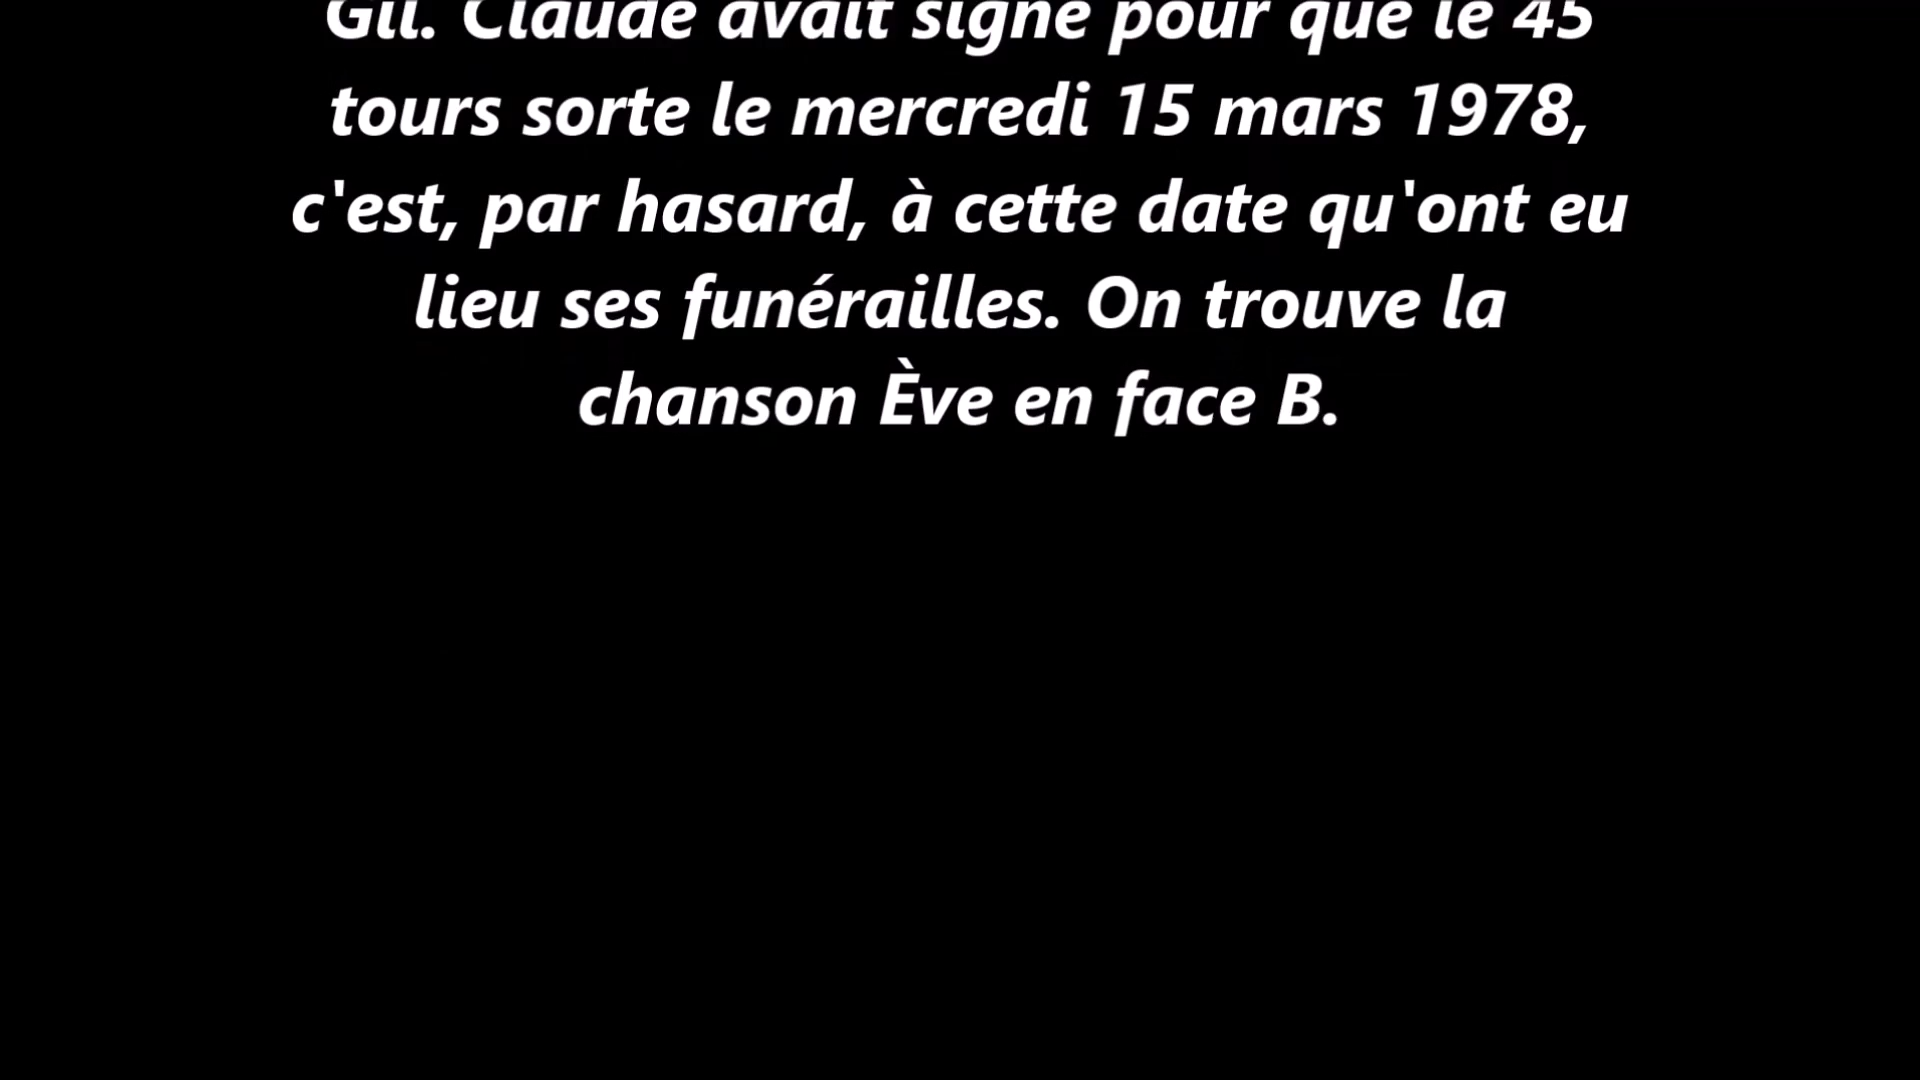 Gil. Claude avait signé pour que le 45
tours sorte le mercredi 15 mars 1978,
c'est, par hasard, à cette date qu'ont eu
lieu ses funérailles. On trouve la
chanson Ève en face B.